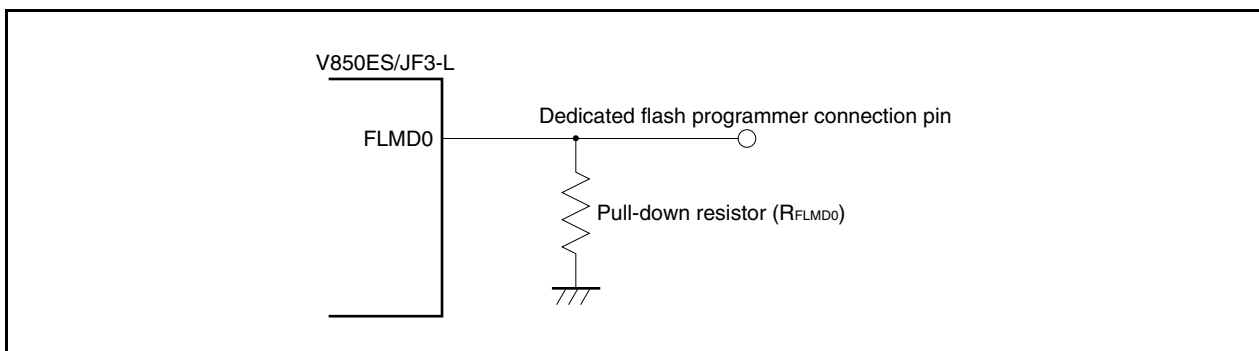 V850ES/JF3-L
Dedicated flash programmer connection pin
FLMD0
Pull-down resistor (RFLMD0)